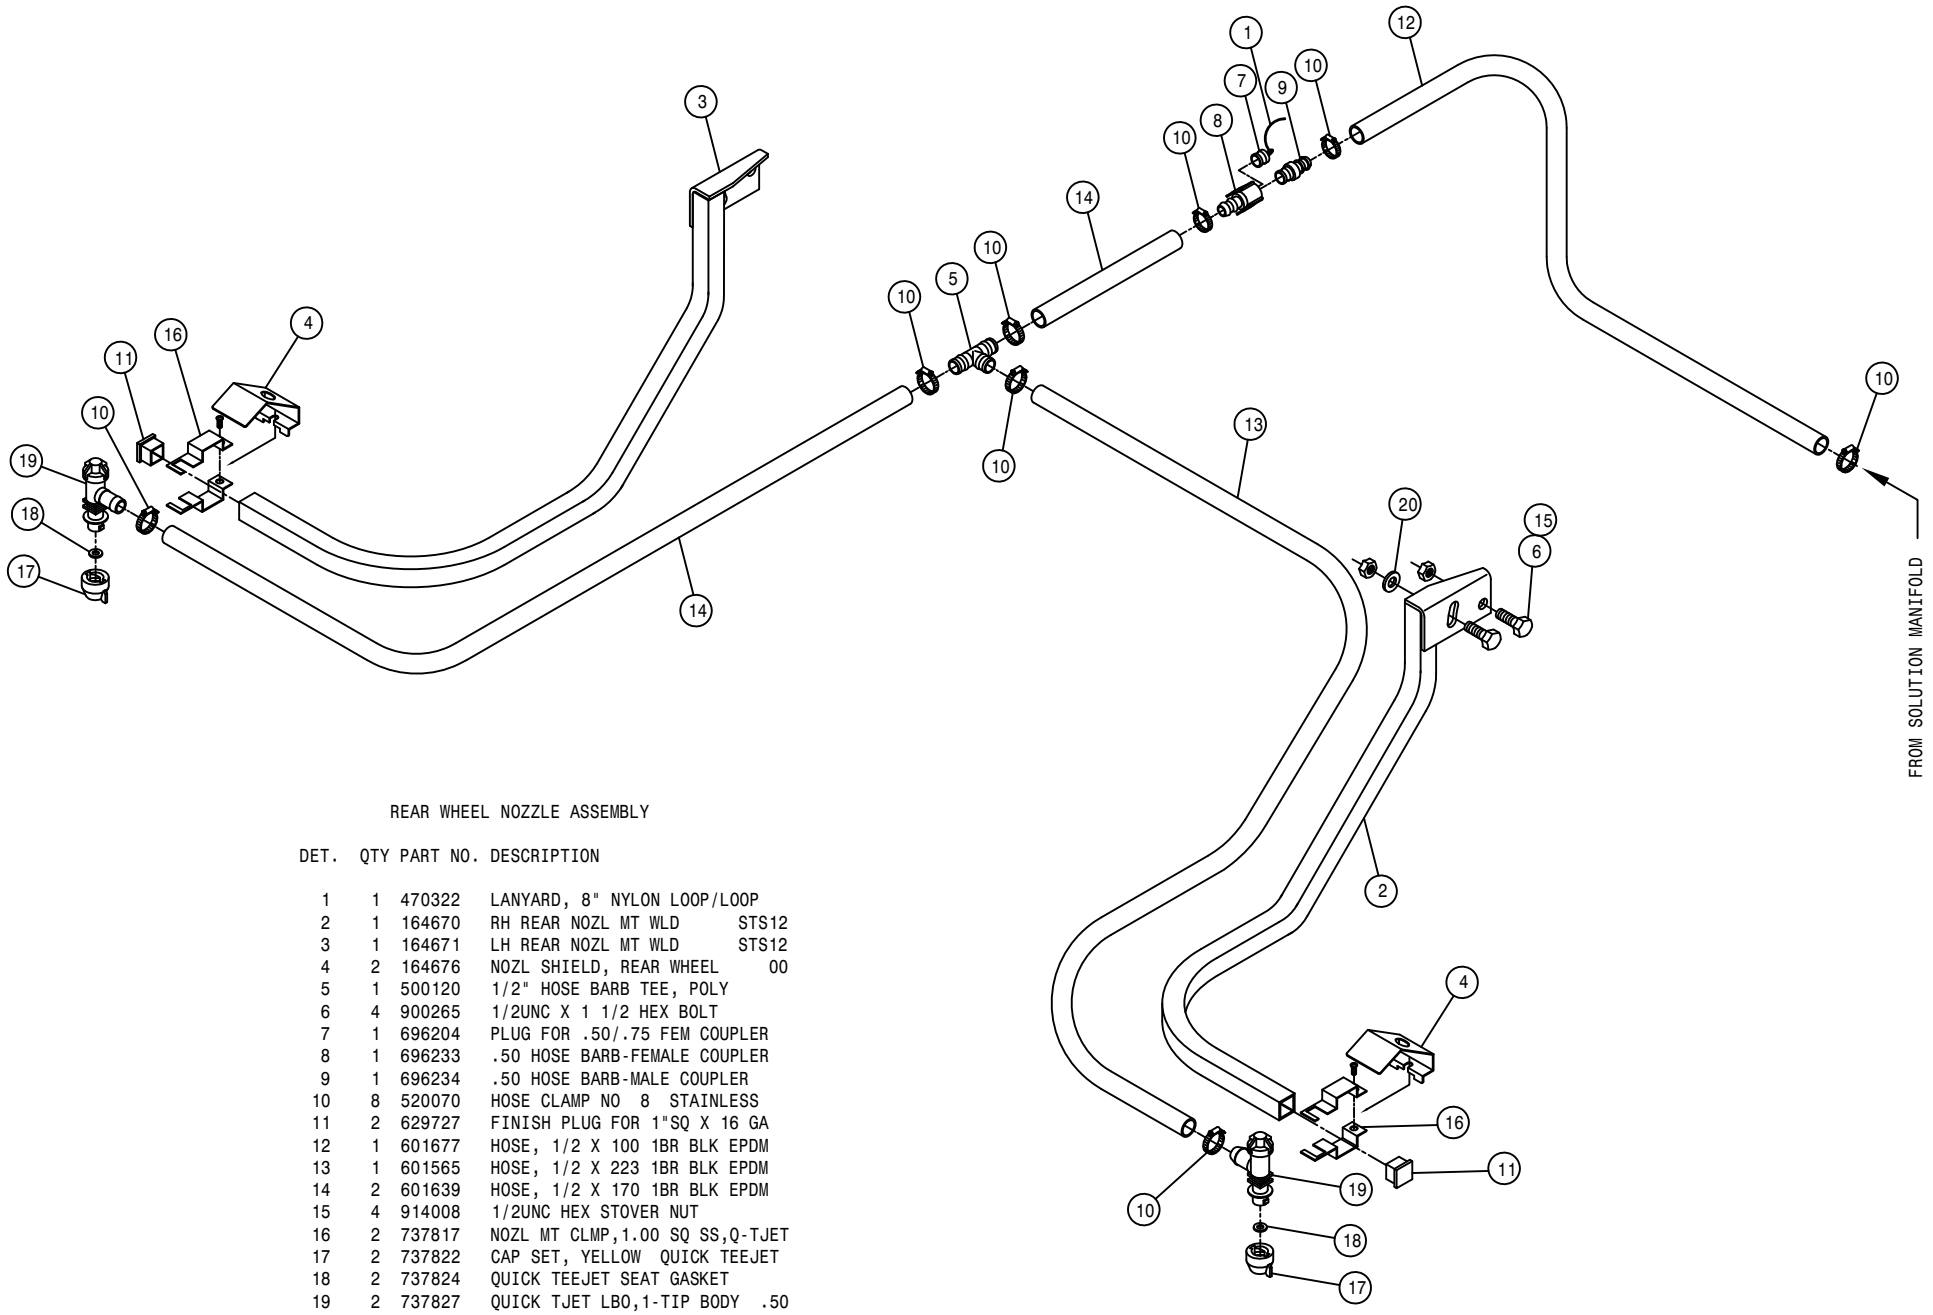 1
12
7
10
9
3
8
10
14
10
5
10
4
16
11
10
10
13
19
10
20
15
18
6
17
14
FROM SOLUTION MANIFOLD
2
4
16
11
19
10
18
17
REAR WHEEL NOZZLE ASSEMBLY
DET. QTY PART NO. DESCRIPTION
1 1 470322 LANYARD, 8" NYLON LOOP/LOOP
2 1 164670 RH REAR NOZL MT WLD STS12
3 1 164671 LH REAR NOZL MT WLD STS12
4 2 164676 NOZL SHIELD, REAR WHEEL 00
5 1 500120 1/2" HOSE BARB TEE, POLY
6 4 900265 1/2UNC X 1 1/2 HEX BOLT
7 1 696204 PLUG FOR .50/.75 FEM COUPLER
8 1 696233 .50 HOSE BARB-FEMALE COUPLER
9 1 696234 .50 HOSE BARB-MALE COUPLER
10 8 520070 HOSE CLAMP NO 8 STAINLESS
11 2 629727 FINISH PLUG FOR 1"SQ X 16 GA
12 1 601677 HOSE, 1/2 X 100 1BR BLK EPDM
13 1 601565 HOSE, 1/2 X 223 1BR BLK EPDM
14 2 601639 HOSE, 1/2 X 170 1BR BLK EPDM
15 4 914008 1/2UNC HEX STOVER NUT
16 2 737817 NOZL MT CLMP,1.00 SQ SS,Q-TJET
17 2 737822 CAP SET, YELLOW QUICK TEEJET
18 2 737824 QUICK TEEJET SEAT GASKET
19 2 737827 QUICK TJET LBO,1-TIP BODY .50